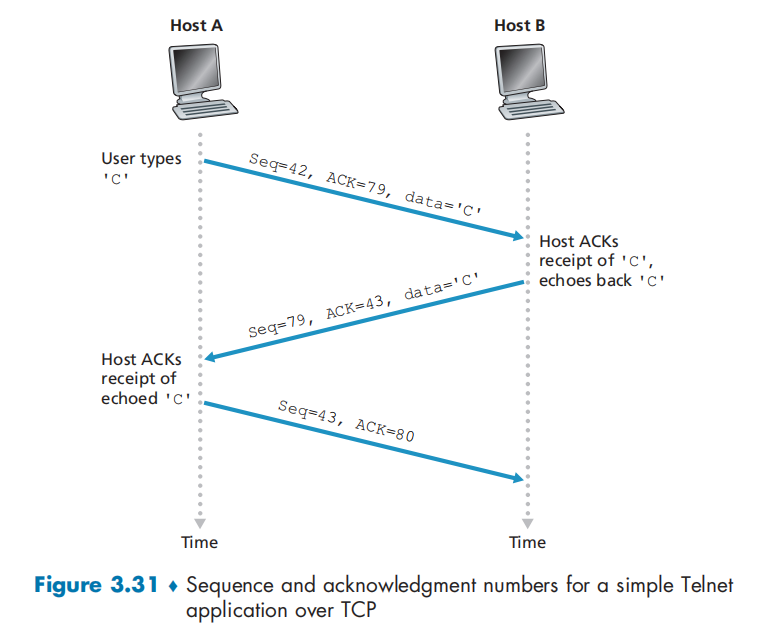 Host A
Host B
User types
'C'
Seq=42, ACK=79, data='C'
Host ACKs
receipt of 'C',
echoes back 'C'
Seq=79, ACK=43, data='C'
Host ACKs
receipt of
echoed 'C'
Seq=43, ACK=80
Time
Time
Figure 3.31 ♦ Sequence and acknowledgment numbers for a simple Telnet
application over TCP